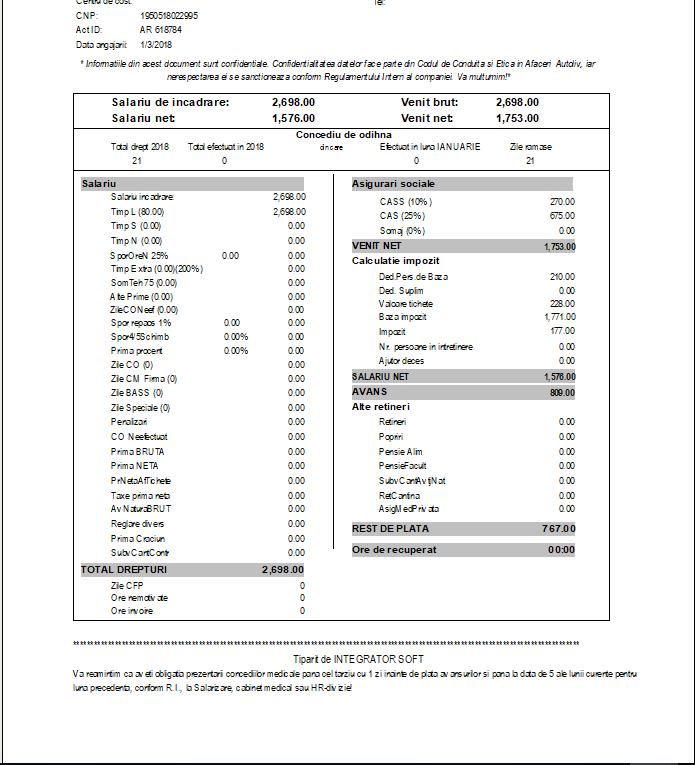 Centru de cost:
Tel:
CNP: 1950518022995
Act ID: AR 618784
Data angajarii: 1/3/2018
* Informatiile din acest document sunt confidentiale. Confidentialitatea datelor face parte din Codul de Conduita si Etica in Afaceri Autoliv, iar
nerespectarea ei se sanctioneaza conform Regulamentului Intern al companiei. Va multumim!*
Salariu de incadrare: 2,698.00 Venit brut: 2,698.00
Salariu net: 1,576.00 Venit net: 1,753.00
Concediu de odihna
Total drept 2018 Total efectuat in 2018 din care Efectuat in luna IANUARIE Zile ramase
21 0 0 21
Salariu
Salariu incadrare: 2,698.00
Timp L (80.00) 2,698.00
Timp S (0.00) 0.00
Timp N (0.00) 0.00
SporOreN 25% 0.00 0.00
Timp Extra (0.00)(200%) 0.00
SomTeh75 (0.00) 0.00
Alte Prime (0.00) 0.00
ZileCONeef (0.00) 0.00
Spor repaos 1% 0.00 0.00
Spor4/5Schimb 0.00% 0.00
Prima procent 0.00% 0.00
Zile CO (0) 0.00
Zile CM Firma (0) 0.00
Zile BASS (0) 0.00
Zile Speciale (0) 0.00
Penalizari 0.00
CO Neefectuat 0.00
Prima BRUTA 0.00
Prima NETA 0.00
PrNetaAfTichete 0.00
Taxe prima neta 0.00
Av NaturaBRUT 0.00
Reglare divers 0.00
Prima Craciun 0.00
SubvCartContr 0.00
TOTAL DREPTURI 2,698.00
Zile CFP 0
Ore nemotivate 0
Ore invoire 0
Asigurari sociale
CASS (10%) 270.00
CAS (25%) 675.00
Somaj (0%) 0.00
VENIT NET 1,753.00
Calculatie impozit
Ded.Pers.de Baza 210.00
Ded. Suplim 0.00
Valoare tichete 228.00
Baza impozit 1,771.00
Impozit 177.00
Nr. persoane in intretinere 0.00
Ajutor deces 0.00
SALARIU NET 1,576.00
AVANS 809.00
Alte retineri
Retineri 0.00
Popriri 0.00
Pensie Alim 0.00
PensieFacult 0.00
SubvCantAvtjNat 0.00
RetCantina 0.00
AsigMedPrivata 0.00
REST DE PLATA 767.00
Ore de recuperat 00:00
Tiparit de INTEGRATOR SOFT
Va reamintim ca aveti obligatia prezentarii concediilor medicale pana cel tarziu cu 1 zi inainte de plata avansurilor si pana la data de 5 ale lunii curente pentru
luna precedenta, conform R.I., la Salarizare, cabinet medical sau HR-divizie!